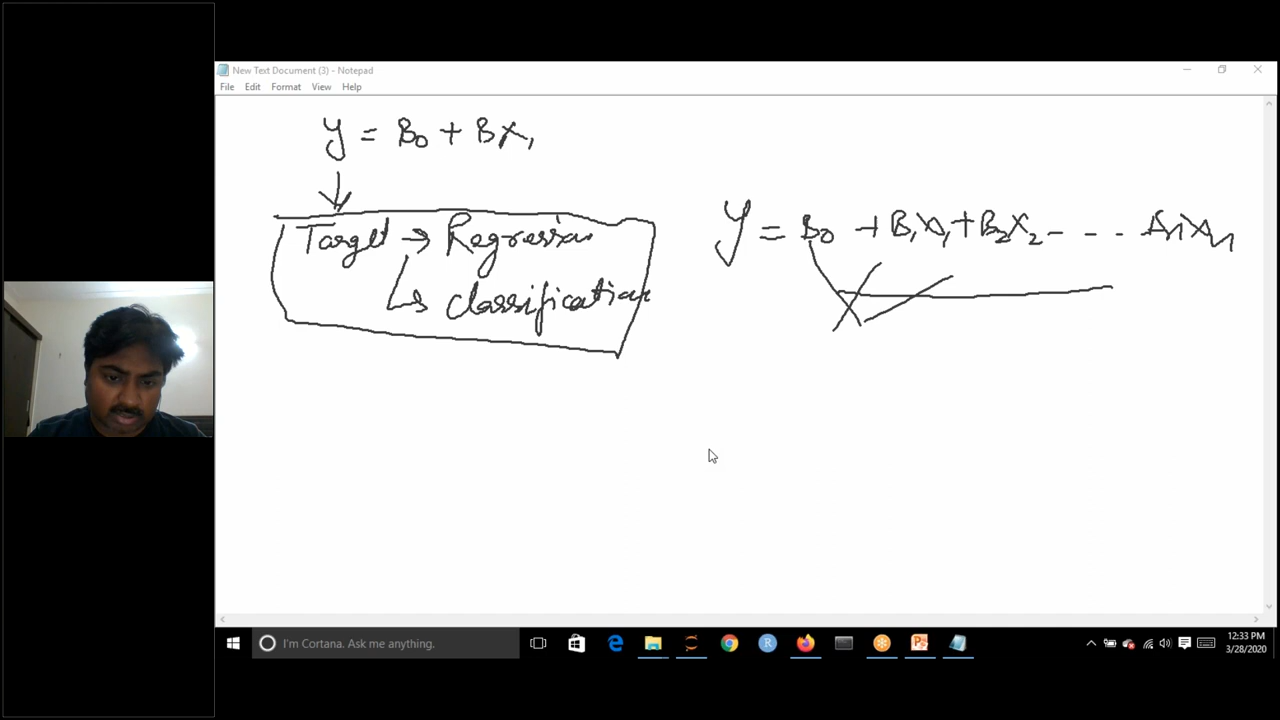 New Text Document (3) - Notepad
File Edit Format View Help
y = B0 + BX1
Target → Regression
↳ classification
Y = B0 + B1X1 + B2X2 - - - - BnXn
I'm Cortana. Ask me anything.
12:33 PM
3/28/2020